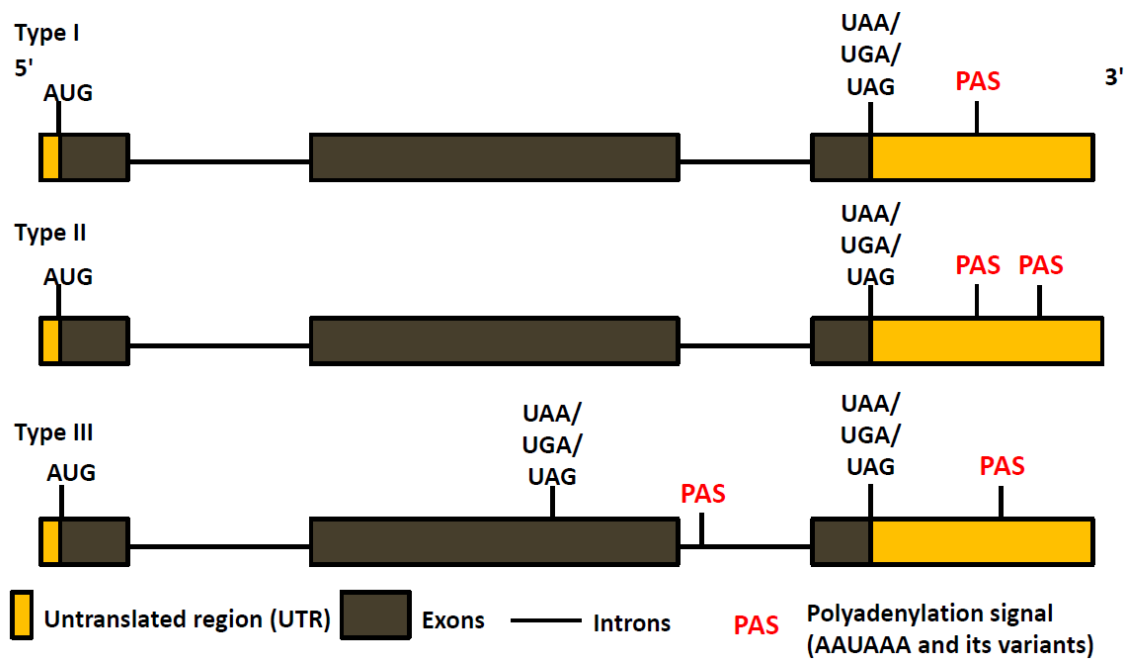 Type I
5'
AUG
UAA/
UGA/
UAG
PAS
3'
Type II
AUG
UAA/
UGA/
UAG
PAS PAS
Type III
AUG
UAA/
UGA/
UAG
PAS
UAA/
UGA/
UAG
PAS
Untranslated region (UTR)
Exons
Introns
PAS
Polyadenylation signal
(AAUAAA and its variants)